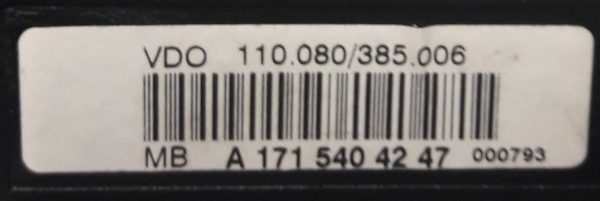 VDO 110.080/385.006
MB A 171 540 42 47 000793